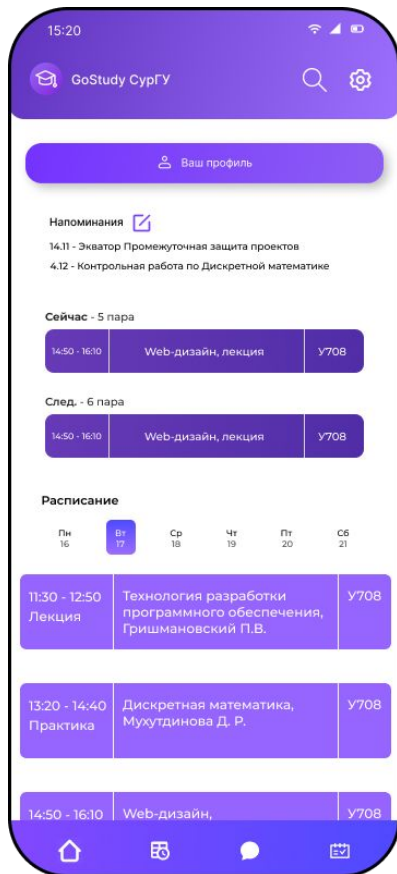 15:20
GoStudy СурГУ
Ваш профиль
Напоминания
14.11 - Экватор Промежуточная защита проектов
4.12 - Контрольная работа по Дискретной математике
Сейчас - 5 пара
14:50 - 16:10 Web-дизайн, лекция У708
След. - 6 пара
14:50 - 16:10 Web-дизайн, лекция У708
Расписание
Пн Вт Ср Чт Пт Сб
16 17 18 19 20 21
11:30 - 12:50 Технология разработки У708
Лекция программного обеспечения,
Гришмановский П.В.
13:20 - 14:40 Дискретная математика, У708
Практика Мухутдинова Д. Р.
14:50 - 16:10 Web-дизайн, У708